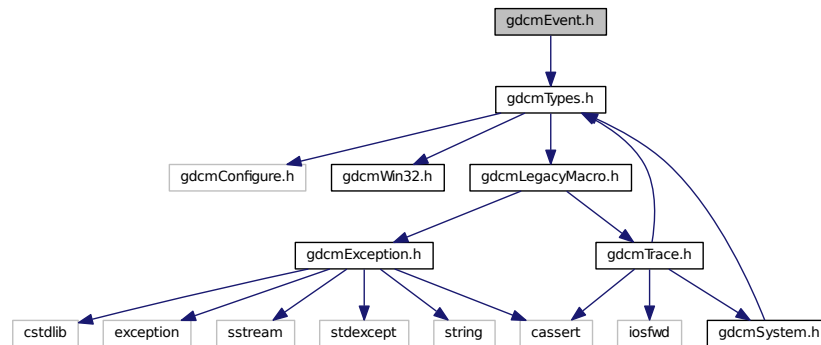 gdcmEvent.h
gdcmTypes.h
gdcmConfigure.h
gdcmWin32.h
gdcmLegacyMacro.h
gdcmException.h
gdcmTrace.h
cstdlib
exception
sstream
stdexcept
string
cassert
iosfwd
gdcmSystem.h